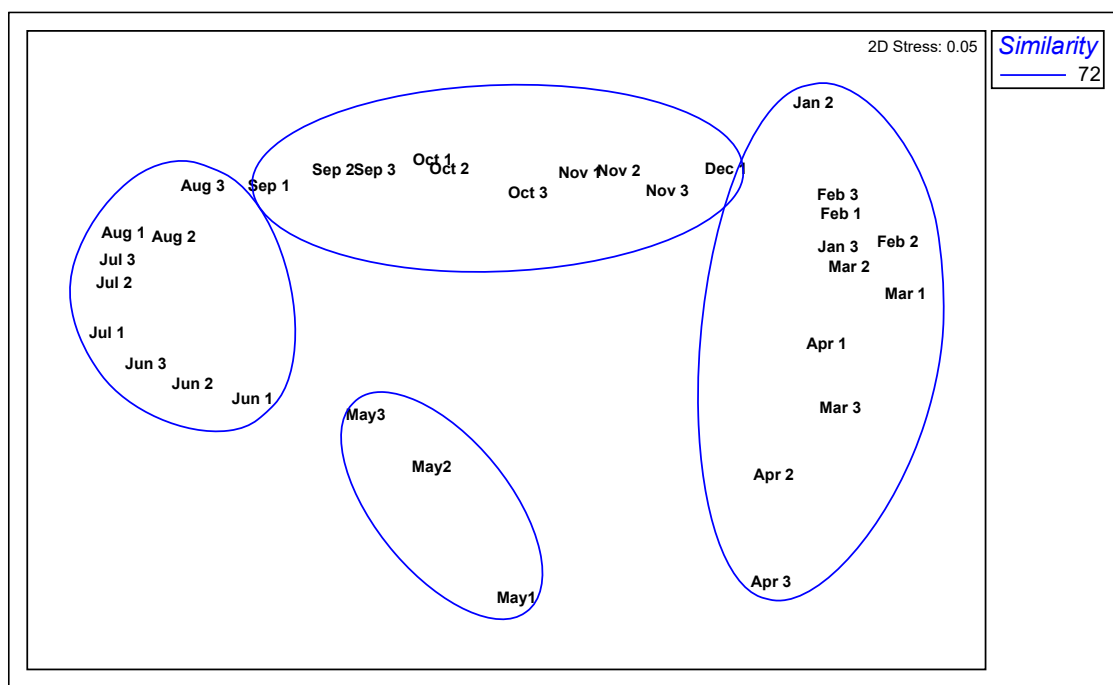 2D Stress: 0.05
Similarity
72
Jan 2
Oct 1
Sep 2 Sep 3 Oct 2 Nov 1 Nov 2 Dec 1
Aug 3 Sep 1 Oct 3 Nov 3 Feb 3
Feb 1
Aug 1 Aug 2 Jan 3 Feb 2
Jul 3 Mar 2
Jul 2 Mar 1
Jul 1 Apr 1
Jun 3
Jun 2
Jun 1 May3 Mar 3
May2 Apr 2
May1 Apr 3